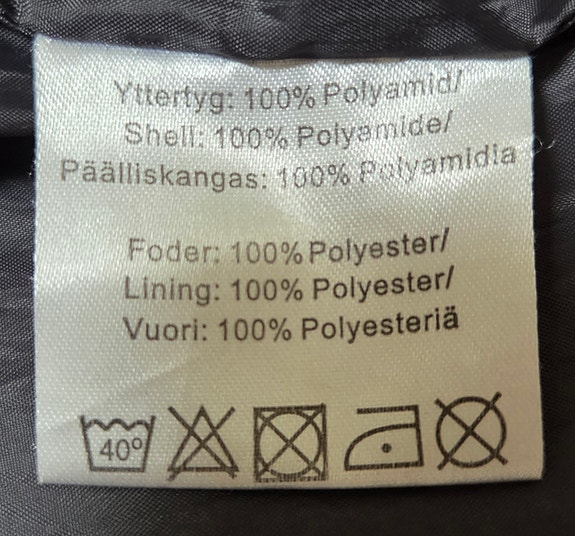 Yttertyg: 100% Polyamid/
Shell: 100% Polyamide/
Päälliskangas: 100% Polyamidia
Foder: 100% Polyester/
Lining: 100% Polyester/
Vuori: 100% Polyesteriä
40°